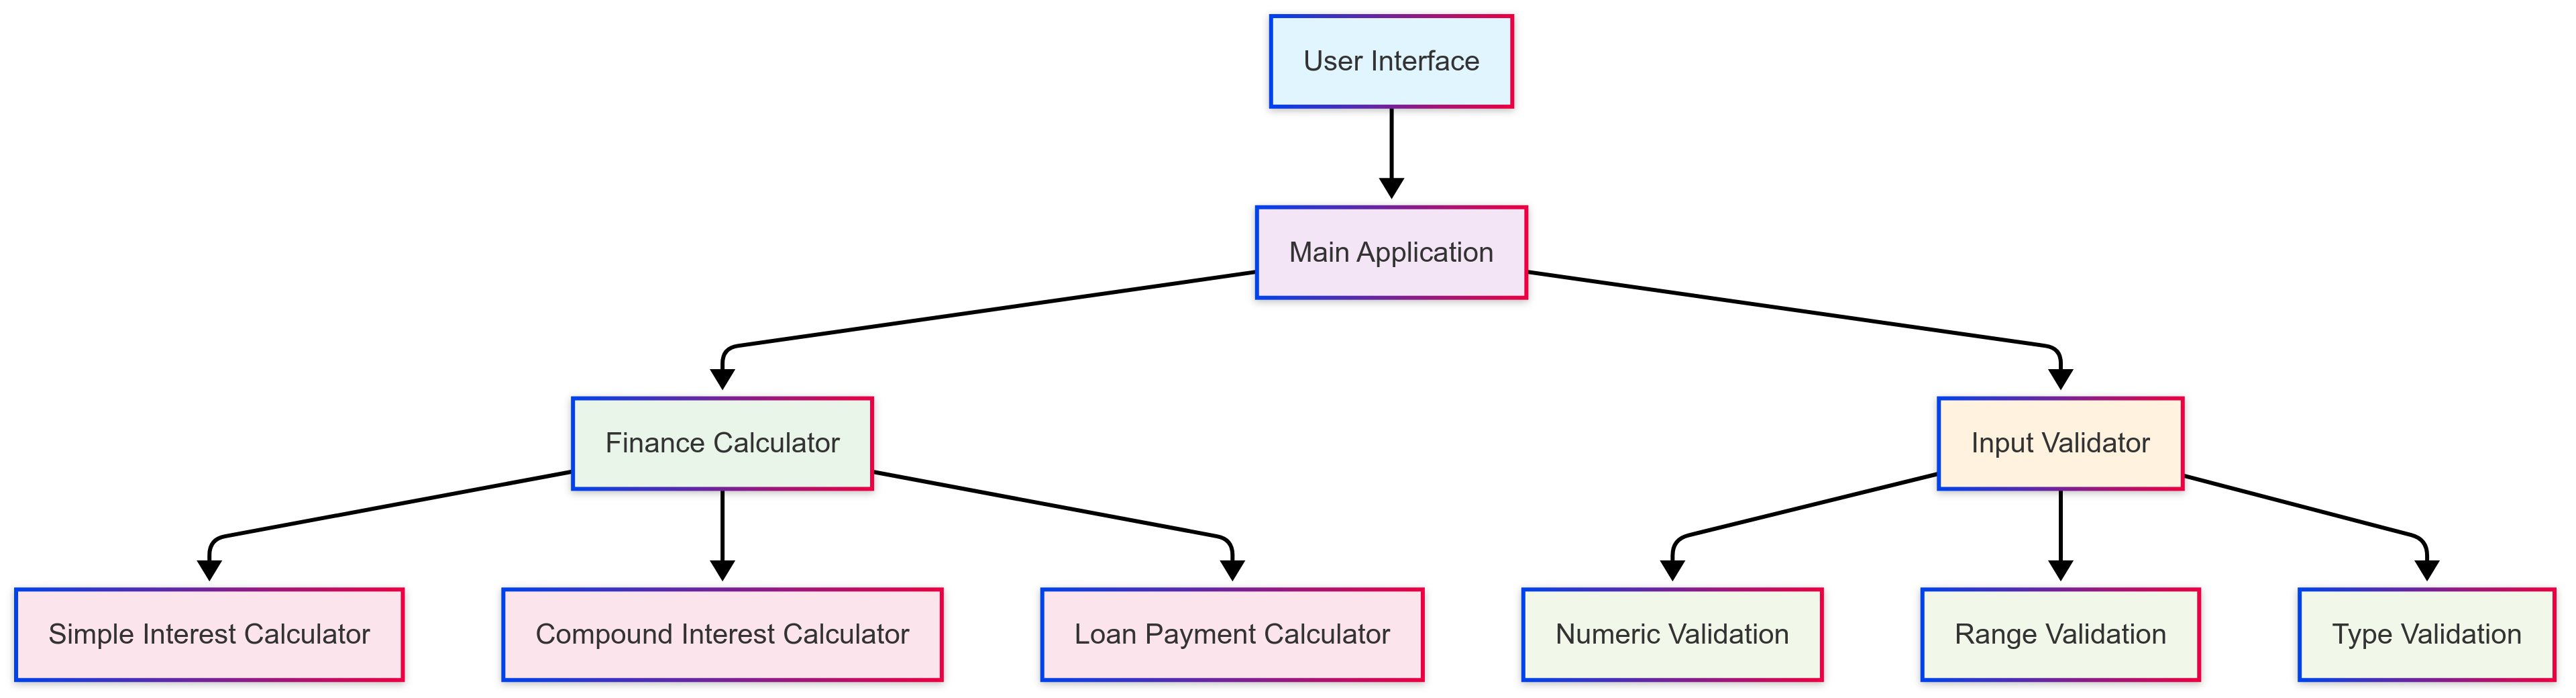 User Interface
Main Application
Finance Calculator
Input Validator
Simple Interest Calculator
Compound Interest Calculator
Loan Payment Calculator
Numeric Validation
Range Validation
Type Validation